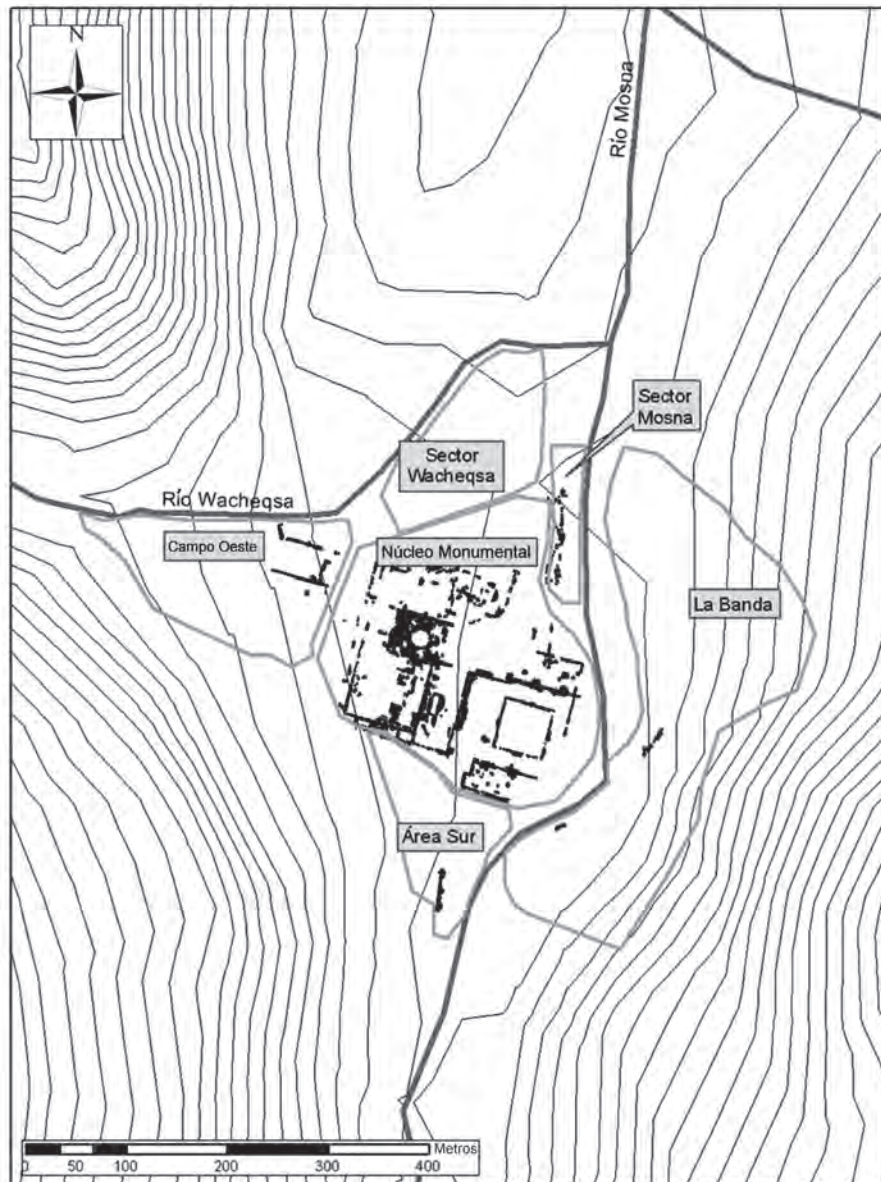 N
Río Mosna
Sector
Mosna
Sector
Wacheqsa
Río Wacheqsa
Campo Oeste
Núcleo Monumental
La Banda
Área Sur
Metros
0 50 100 200 300 400